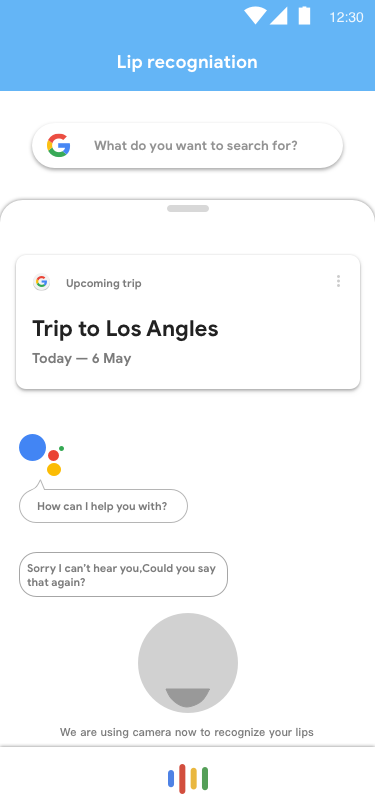 12:30
Lip recogniation
What do you want to search for?
Upcoming trip
Trip to Los Angles
Today — 6 May
How can I help you with?
Sorry I can't hear you,Could you say
that again?
We are using camera now to recognize your lips